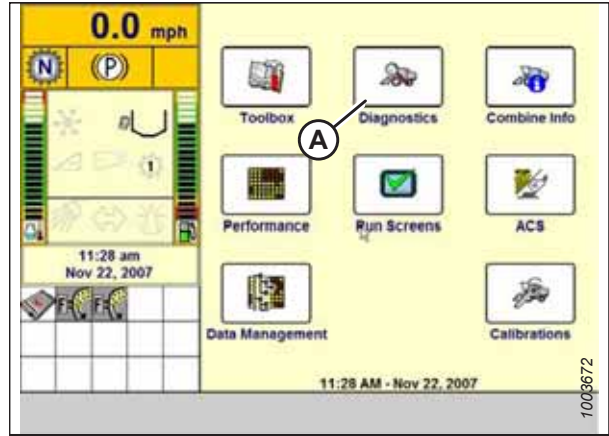 0.0 mph
N (P)
1
11:28 am
Nov 22, 2007
F F
Toolbox Diagnostics Combine Info
A
Performance Run Screens ACS
Data Management Calibrations
11:28 AM - Nov 22, 2007
1003672